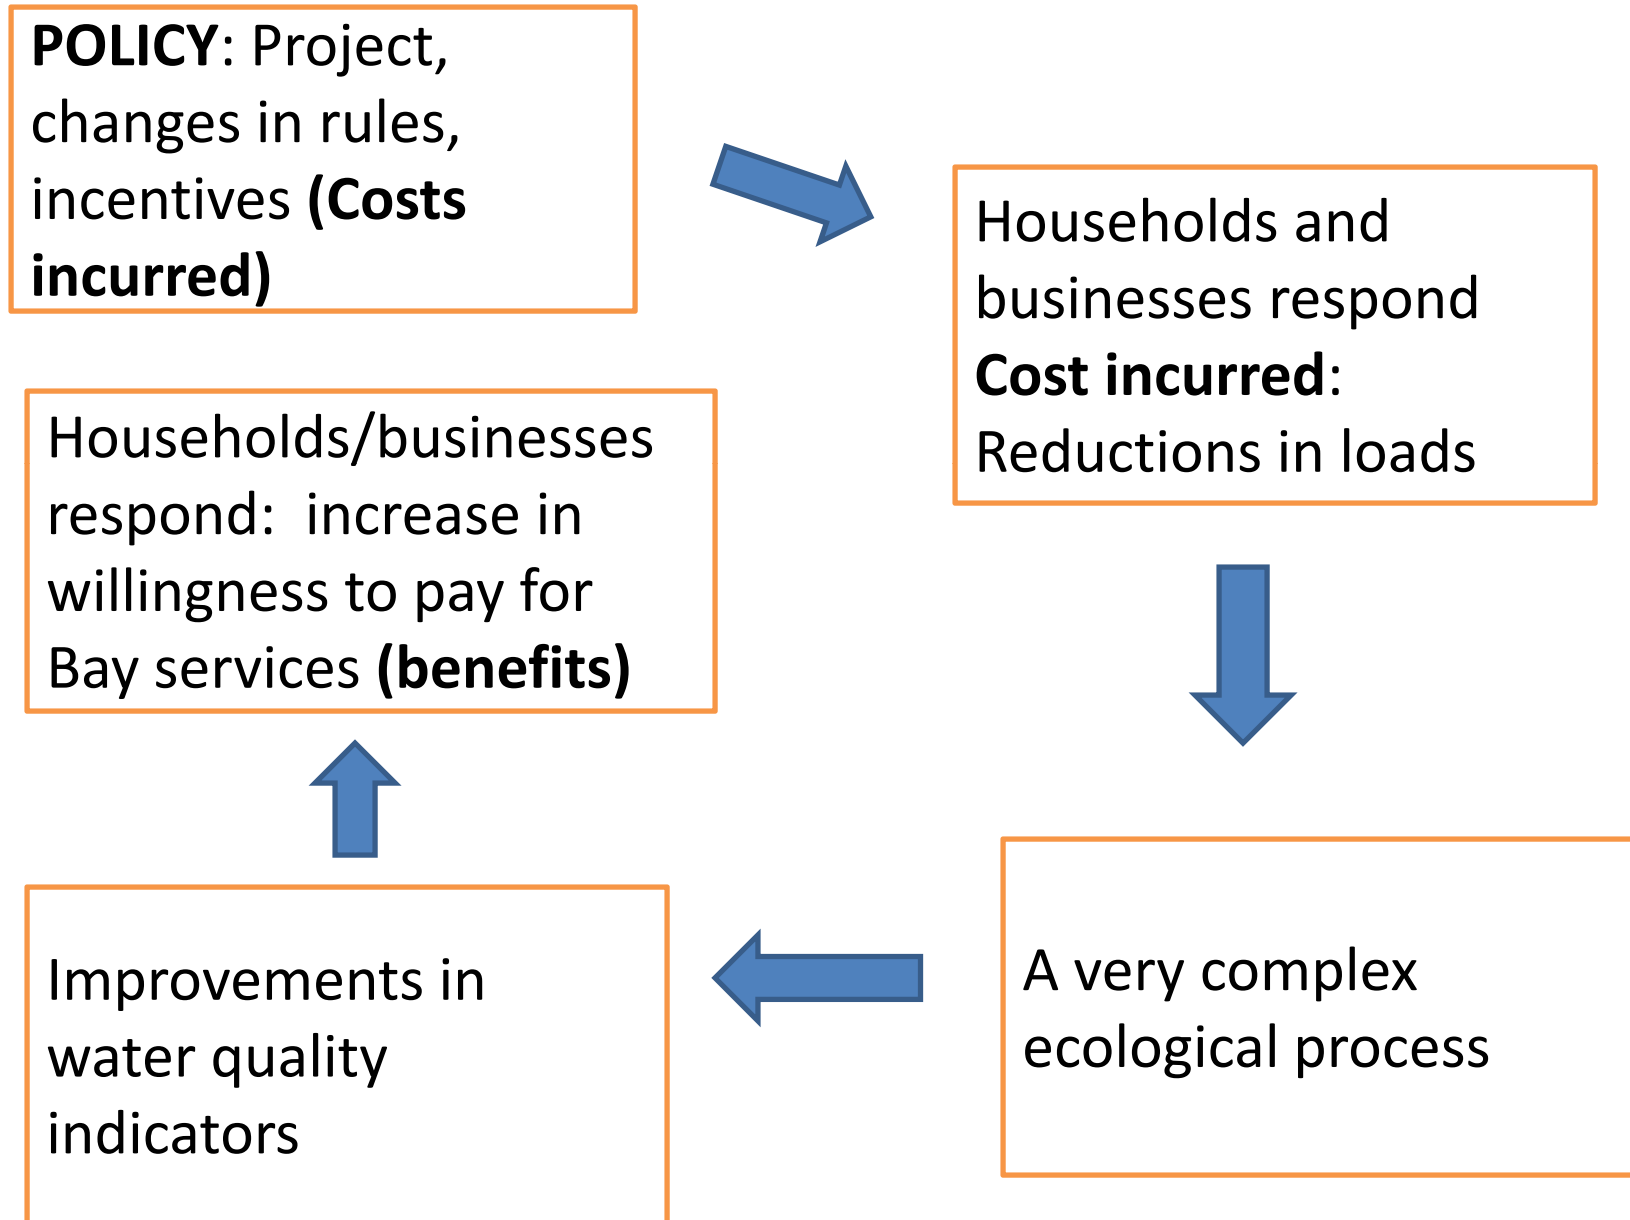 POLICY: Project,
changes in rules,
incentives (Costs
incurred)
Households and
businesses respond
Cost incurred:
Reductions in loads
A very complex
ecological process
Improvements in
water quality
indicators
Households/businesses
respond:  increase in
willingness to pay for
Bay services (benefits)